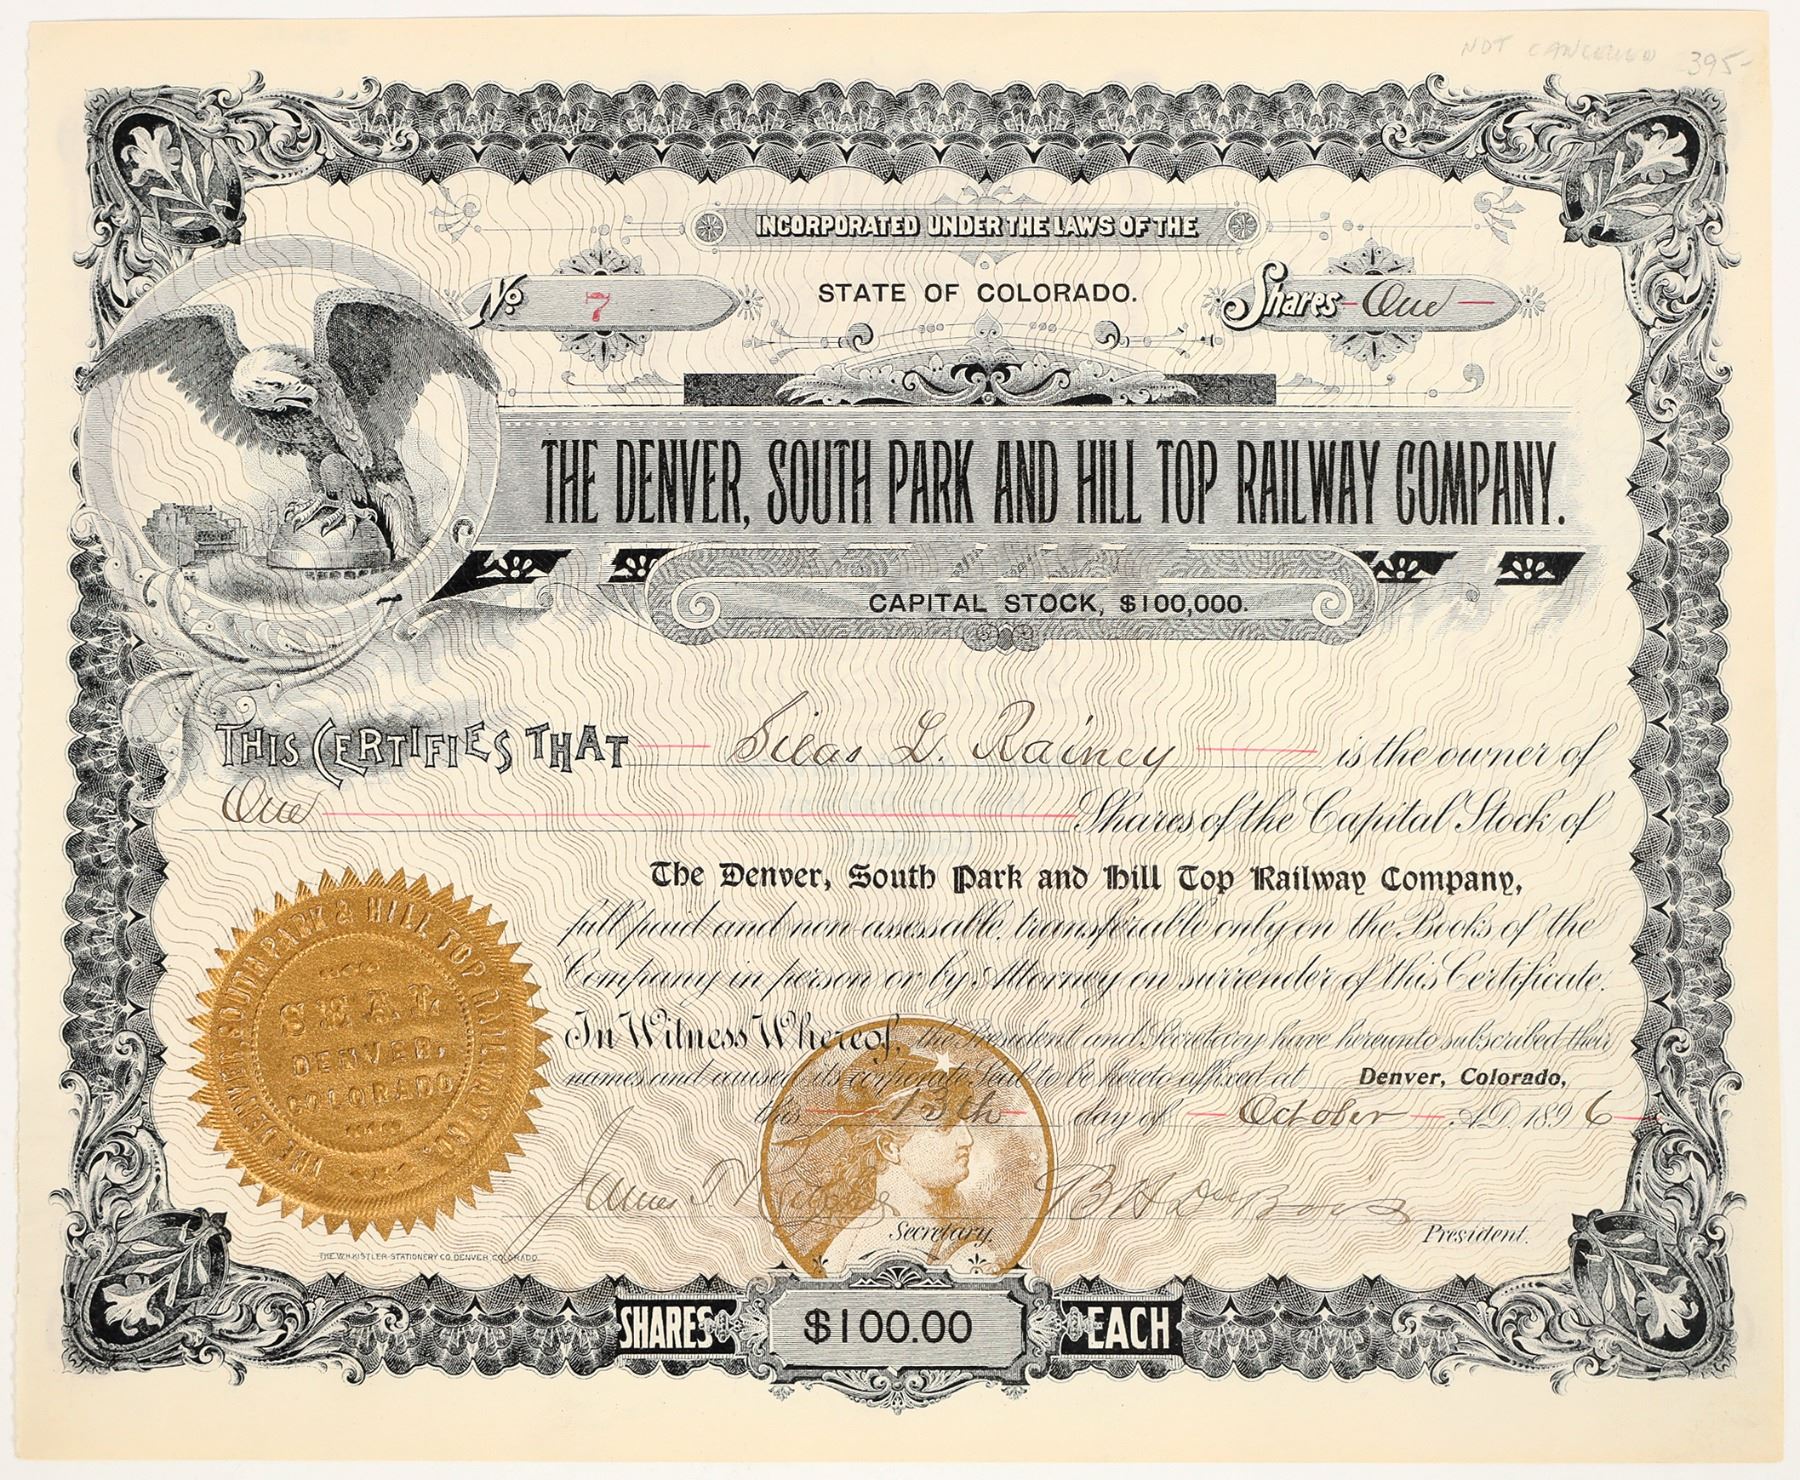 NOT CANCELLED 395-
INCORPORATED UNDER THE LAWS OF THE
No. 7
STATE OF COLORADO.
Shares One
THE DENVER, SOUTH PARK AND HILL TOP RAILWAY COMPANY.
CAPITAL STOCK, $100,000.
THIS CERTIFIES THAT Silas L. Rainey is the owner of
One Shares of the Capital Stock of
The Denver, South Park and Hill Top Railway Company,
full paid and non-assessable, transferable only on the Books of the
Company in person or by Attorney on surrender of this Certificate.
In Witness Whereof, the President and Secretary have hereunto subscribed their
names and caused its corporate Seal to be hereto affixed at Denver, Colorado,
this 13th day of October A.D. 1896
James T. Secretary. B H DuBois President.
THE DENVER, SOUTH PARK & HILL TOP RAILWAY CO.
SEAL
DENVER,
COLORADO
THE W.H. KISTLER STATIONERY CO. DENVER, COLORADO.
SHARES $100.00 EACH